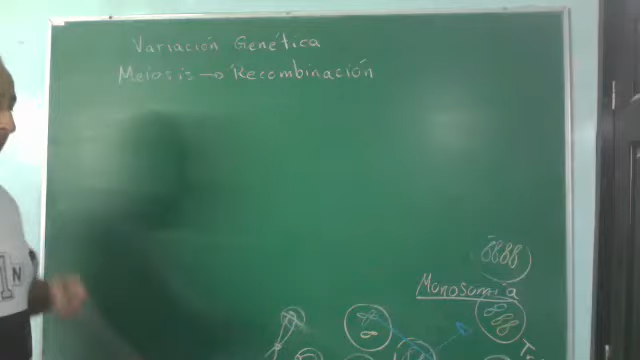 Variación Genética
Meiosis → Recombinación
Monosomía